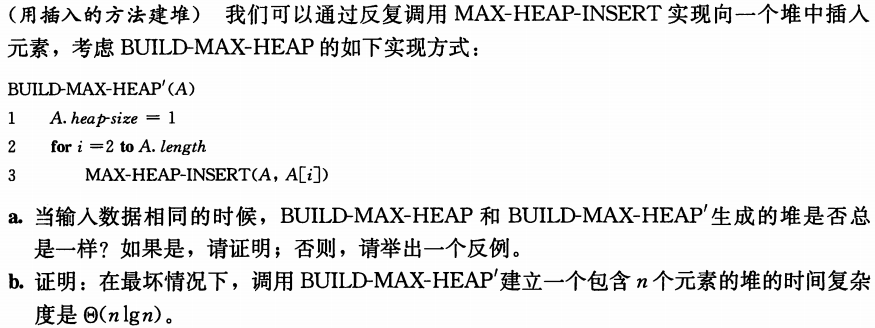 (用插入的方法建堆) 我们可以通过反复调用 MAX-HEAP-INSERT 实现向一个堆中插入
元素，考虑 BUILD-MAX-HEAP 的如下实现方式：
BUILD-MAX-HEAP′(A)
1 A.heap-size = 1
2 for i =2 to A.length
3 MAX-HEAP-INSERT(A, A[i])
a. 当输入数据相同的时候，BUILD-MAX-HEAP 和 BUILD-MAX-HEAP′生成的堆是否总
是一样？如果是，请证明；否则，请举出一个反例。
b. 证明：在最坏情况下，调用 BUILD-MAX-HEAP′建立一个包含 n 个元素的堆的时间复杂
度是 Θ(n lg n)。